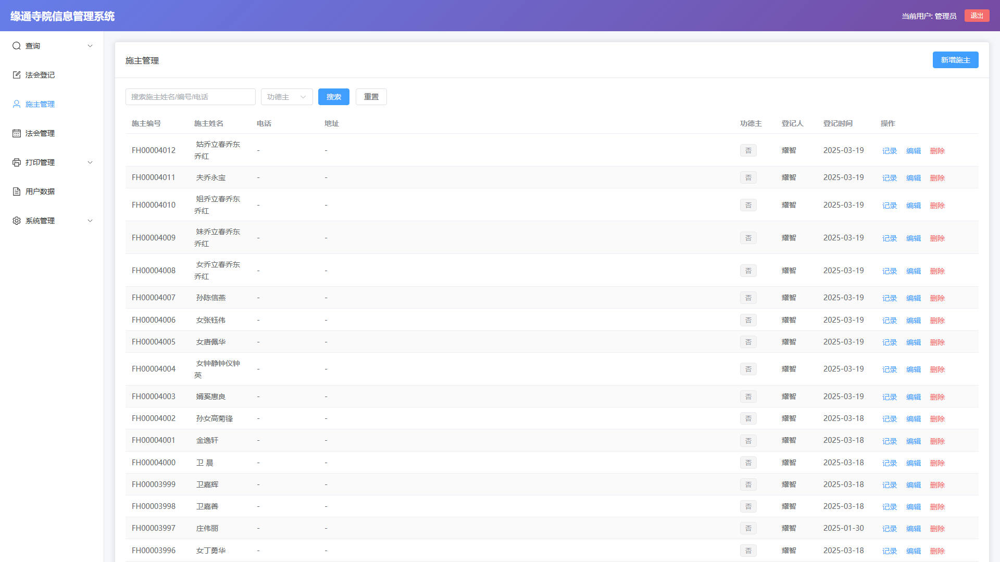 缘通寺院信息管理系统
当前用户: 管理员 退出
查询
法会登记
施主管理
法会管理
打印管理
用户数据
系统管理
施主管理
新增施主
搜索施主姓名/编号/电话 功德主 搜索 重置
施主编号 施主姓名 电话 地址 功德主 登记人 登记时间 操作
FH00004012 姑乔立春乔东乔红 - - 否 耀智 2025-03-19 记录 编辑 删除
FH00004011 夫乔永宝 - - 否 耀智 2025-03-19 记录 编辑 删除
FH00004010 姐乔立春乔东乔红 - - 否 耀智 2025-03-19 记录 编辑 删除
FH00004009 妹乔立春乔东乔红 - - 否 耀智 2025-03-19 记录 编辑 删除
FH00004008 女乔立春乔东乔红 - - 否 耀智 2025-03-19 记录 编辑 删除
FH00004007 孙陈信燕 - - 否 耀智 2025-03-19 记录 编辑 删除
FH00004006 女张钰伟 - - 否 耀智 2025-03-19 记录 编辑 删除
FH00004005 女唐佩华 - - 否 耀智 2025-03-19 记录 编辑 删除
FH00004004 女钟静钟仪钟英 - - 否 耀智 2025-03-19 记录 编辑 删除
FH00004003 婿奚惠良 - - 否 耀智 2025-03-19 记录 编辑 删除
FH00004002 孙女高菊锋 - - 否 耀智 2025-03-18 记录 编辑 删除
FH00004001 金逸轩 - - 否 耀智 2025-03-18 记录 编辑 删除
FH00004000 卫 晨 - - 否 耀智 2025-03-18 记录 编辑 删除
FH00003999 卫嘉辉 - - 否 耀智 2025-03-18 记录 编辑 删除
FH00003998 卫嘉善 - - 否 耀智 2025-03-18 记录 编辑 删除
FH00003997 庄伟丽 - - 否 耀智 2025-01-30 记录 编辑 删除
FH00003996 女丁勇华 - - 否 耀智 2025-03-18 记录 编辑 删除